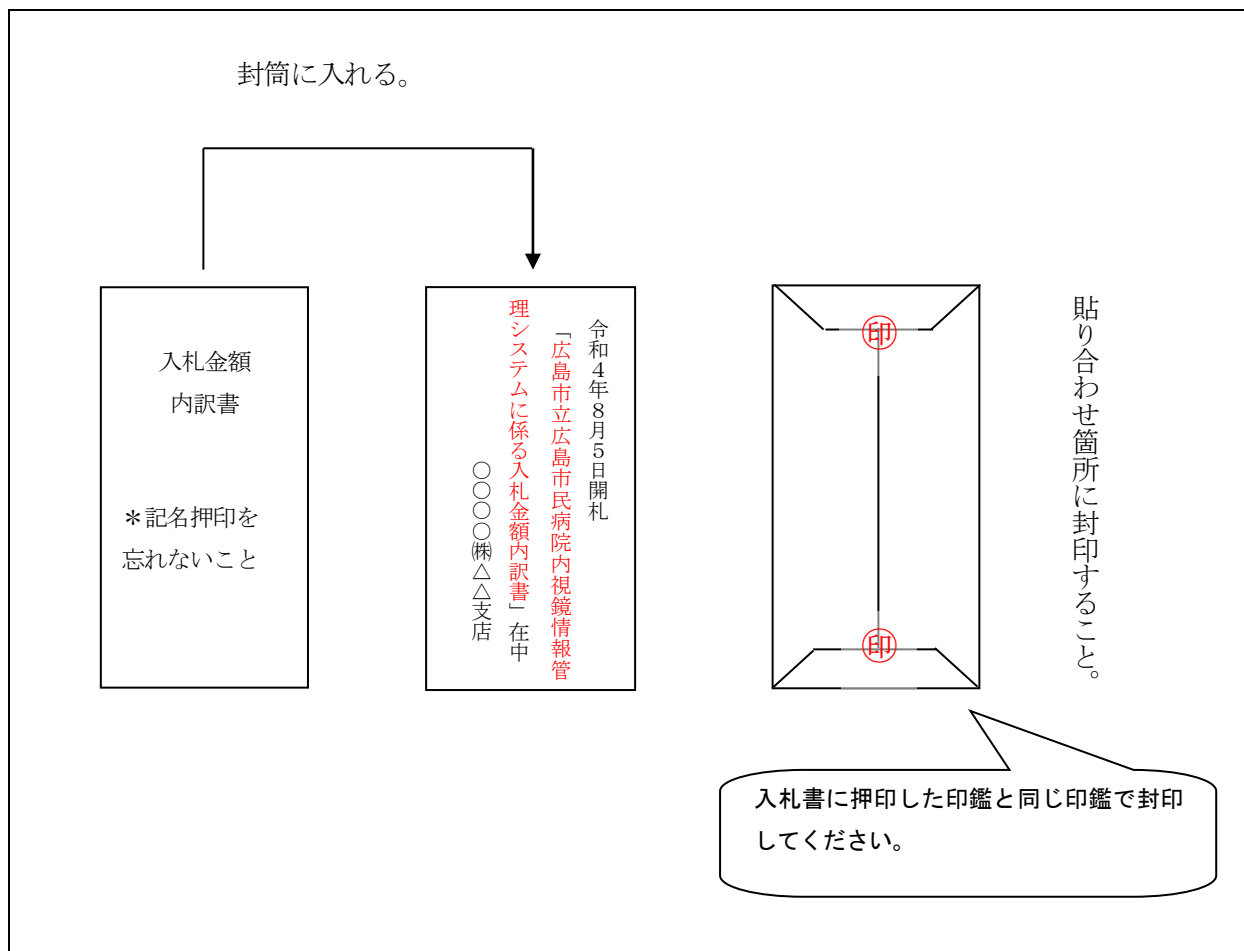 封筒に入れる。
入札金額
内訳書
＊記名押印を
忘れないこと
令和４年８月５日開札
「広島市立広島市民病院内視鏡情報管
理システムに係る入札金額内訳書」在中
○○○○㈱△△支店
印
印
貼り合わせ箇所に封印すること。
入札書に押印した印鑑と同じ印鑑で封印
してください。